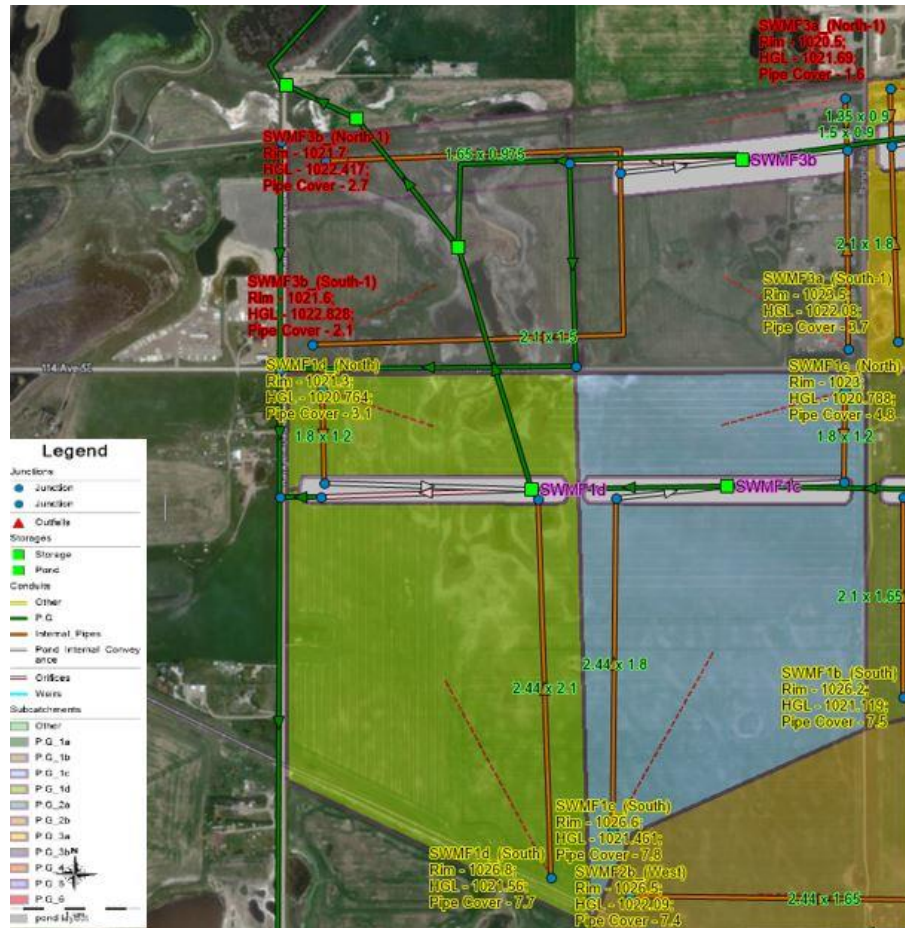 SWMF3a_(North-1)
Rim - 1020.5;
HGL - 1021.69;
Pipe Cover - 1.6
1.35 x 0.9
1.5 x 0.9
SWMF3b_(North-1)
Rim - 1021.7;
HGL - 1022.417;
Pipe Cover - 2.7
1.65 x 0.975
SWMF3b
2.1 x 1.8
SWMF3b_(South-1)
Rim - 1021.6;
HGL - 1022.828;
Pipe Cover - 2.1
SWMF3a_(South-1)
Rim - 1023.5;
HGL - 1022.08;
Pipe Cover - 3.7
2.1 x 1.5
114 Ave SE
SWMF1d_(North)
Rim - 1021.3;
HGL - 1020.764;
Pipe Cover - 3.1
SWMF1c_(North)
Rim - 1023;
HGL - 1020.788;
Pipe Cover - 4.8
1.8 x 1.2
1.8 x 1.2
SWMF1d
SWMF1c
2.1 x 1.65
2.44 x 1.8
2.44 x 2.1
SWMF1b_(South)
Rim - 1026.2;
HGL - 1021.119;
Pipe Cover - 7.5
SWMF1c_(South)
Rim - 1026.6;
HGL - 1021.461;
Pipe Cover - 7.8
SWMF1d_(South)
Rim - 1026.8;
HGL - 1021.56;
Pipe Cover - 7.7
SWMF2b_(West)
Rim - 1026.5;
HGL - 1022.09;
Pipe Cover - 7.4
2.44 x 1.65
Legend
Junctions
Junction
Junction
Outfalls
Storages
Storage
Pond
Conduits
Other
P.G
Internal_Pipes
Pond Internal Convey
ance
Orifices
Weirs
Subcatchments
Other
P.G_1a
P.G_1b
P.G_1c
P.G_1d
P.G_2a
P.G_2b
P.G_3a
P.G_3b
P.G_4
P.G_5
P.G_6
N